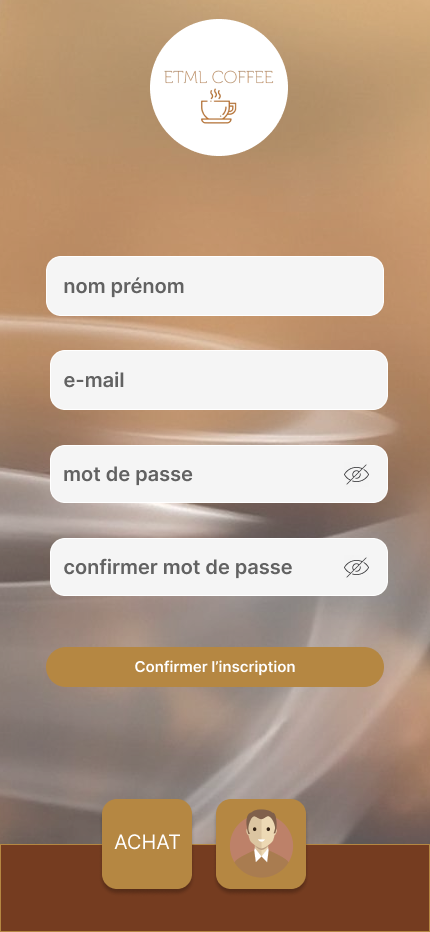 ETML COFFEE
nom prénom
e-mail
mot de passe
confirmer mot de passe
Confirmer l'inscription
ACHAT